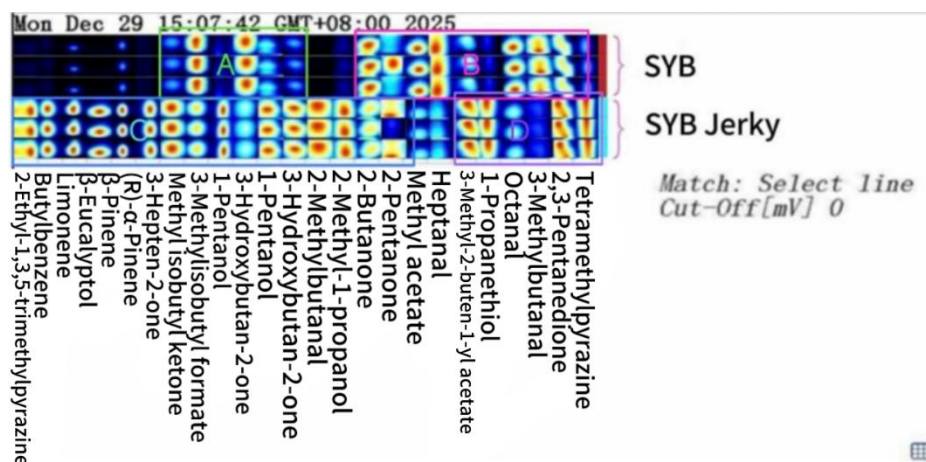 Mon Dec 29 15:07:42 GMT+08:00 2025
A
B
SYB
C
D
SYB Jerky
Match: Select line
Cut-Off[mV] 0
2-Ethyl-1,3,5-trimethylpyrazine
Butylbenzene
Limonene
β-Eucalyptol
β-Pinene
(R)-α-Pinene
3-Hepten-2-one
Methyl isobutyl ketone
3-Methylisobutyl formate
1-Pentanol
3-Hydroxybutan-2-one
1-Pentanol
3-Hydroxybutan-2-one
2-Methylbutanal
2-Methyl-1-propanol
2-Butanone
2-Pentanone
Methyl acetate
Heptanal
3-Methyl-2-buten-1-yl acetate
1-Propanethiol
Octanal
3-Methylbutanal
2,3-Pentanedione
Tetramethylpyrazine